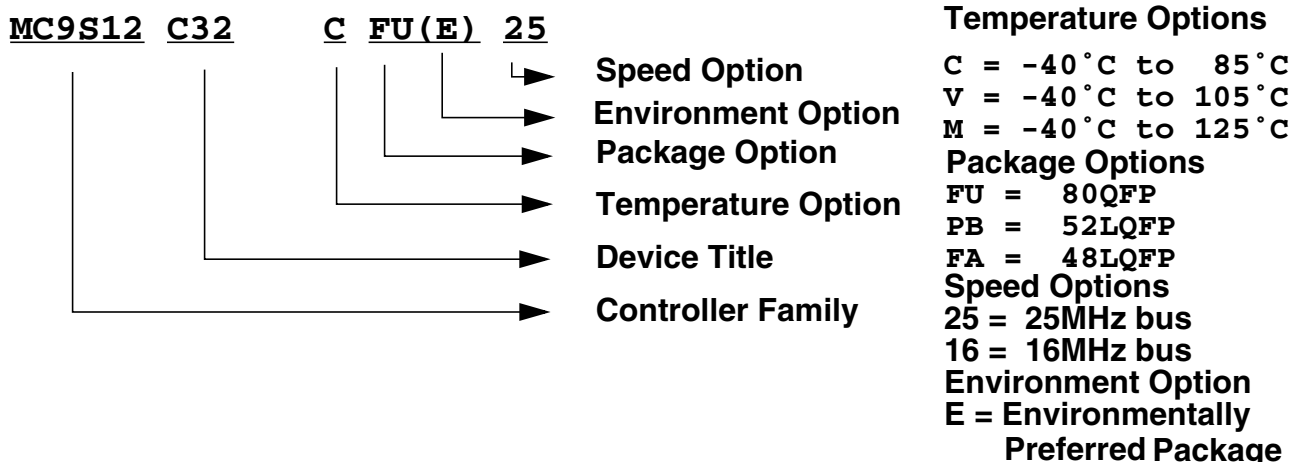 MC9S12 C32 C FU(E) 25
Speed Option
Environment Option
Package Option
Temperature Option
Device Title
Controller Family
Temperature Options
C = -40˚C to 85˚C
V = -40˚C to 105˚C
M = -40˚C to 125˚C
Package Options
FU = 80QFP
PB = 52LQFP
FA = 48LQFP
Speed Options
25 = 25MHz bus
16 = 16MHz bus
Environment Option
E = Environmentally
Preferred Package